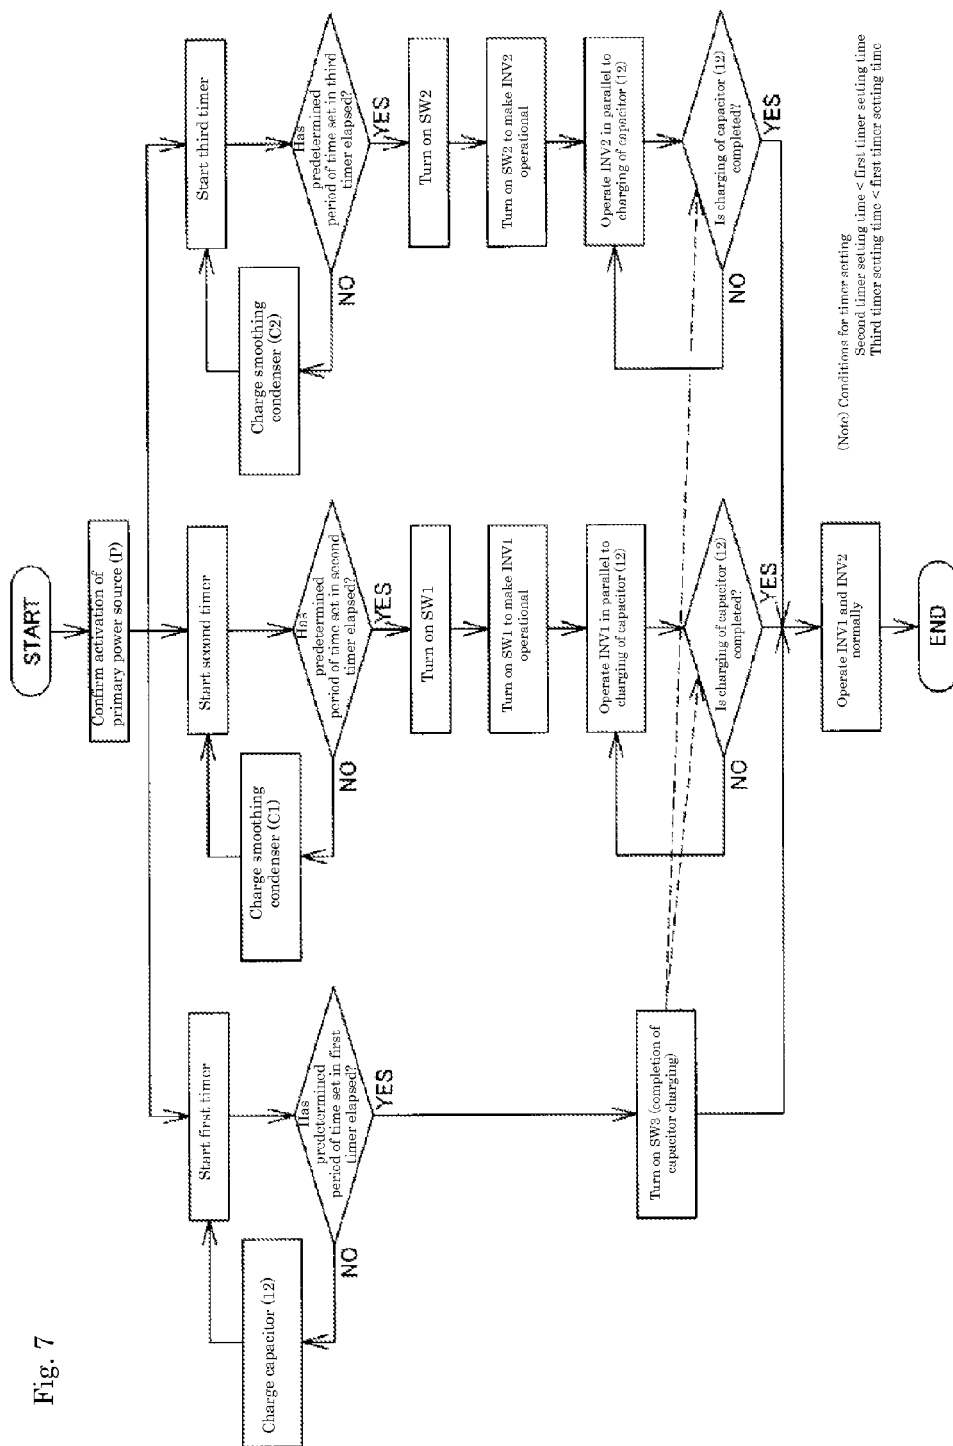 Fig. 7
START
Confirm activation of
primary power source (P)
Start first timer
Charge capacitor (12)
Has
predetermined
period of time set in first
timer elapsed?
NO
YES
Turn on SW3 (completion of
capacitor charging)
Start second timer
Charge smoothing
condenser (C1)
Has
predetermined
period of time set in second
timer elapsed?
NO
YES
Turn on SW1
Turn on SW1 to make INV1
operational
Operate INV1 in parallel to
charging of capacitor (12)
Is charging of capacitor (12)
completed?
NO
YES
Start third timer
Charge smoothing
condenser (C2)
Has
predetermined
period of time set in third
timer elapsed?
NO
YES
Turn on SW2
Turn on SW2 to make INV2
operational
Operate INV2 in parallel to
charging of capacitor (12)
Is charging of capacitor (12)
completed?
NO
YES
Operate INV1 and INV2
normally
END
(Note) Conditions for timer setting
Second timer setting time < first timer setting time
Third timer setting time < first timer setting time